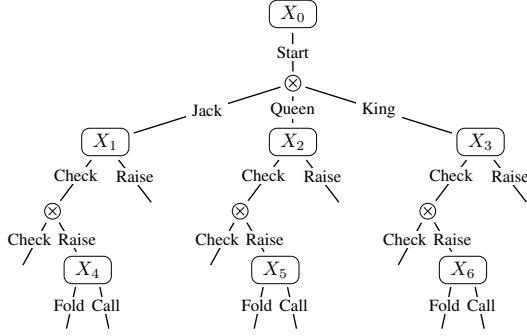 X₀
Start
⊗
Jack Queen King
X₁ X₂ X₃
Check Raise Check Raise Check Raise
⊗ ⊗ ⊗
Check Raise Check Raise Check Raise
X₄ X₅ X₆
Fold Call Fold Call Fold Call